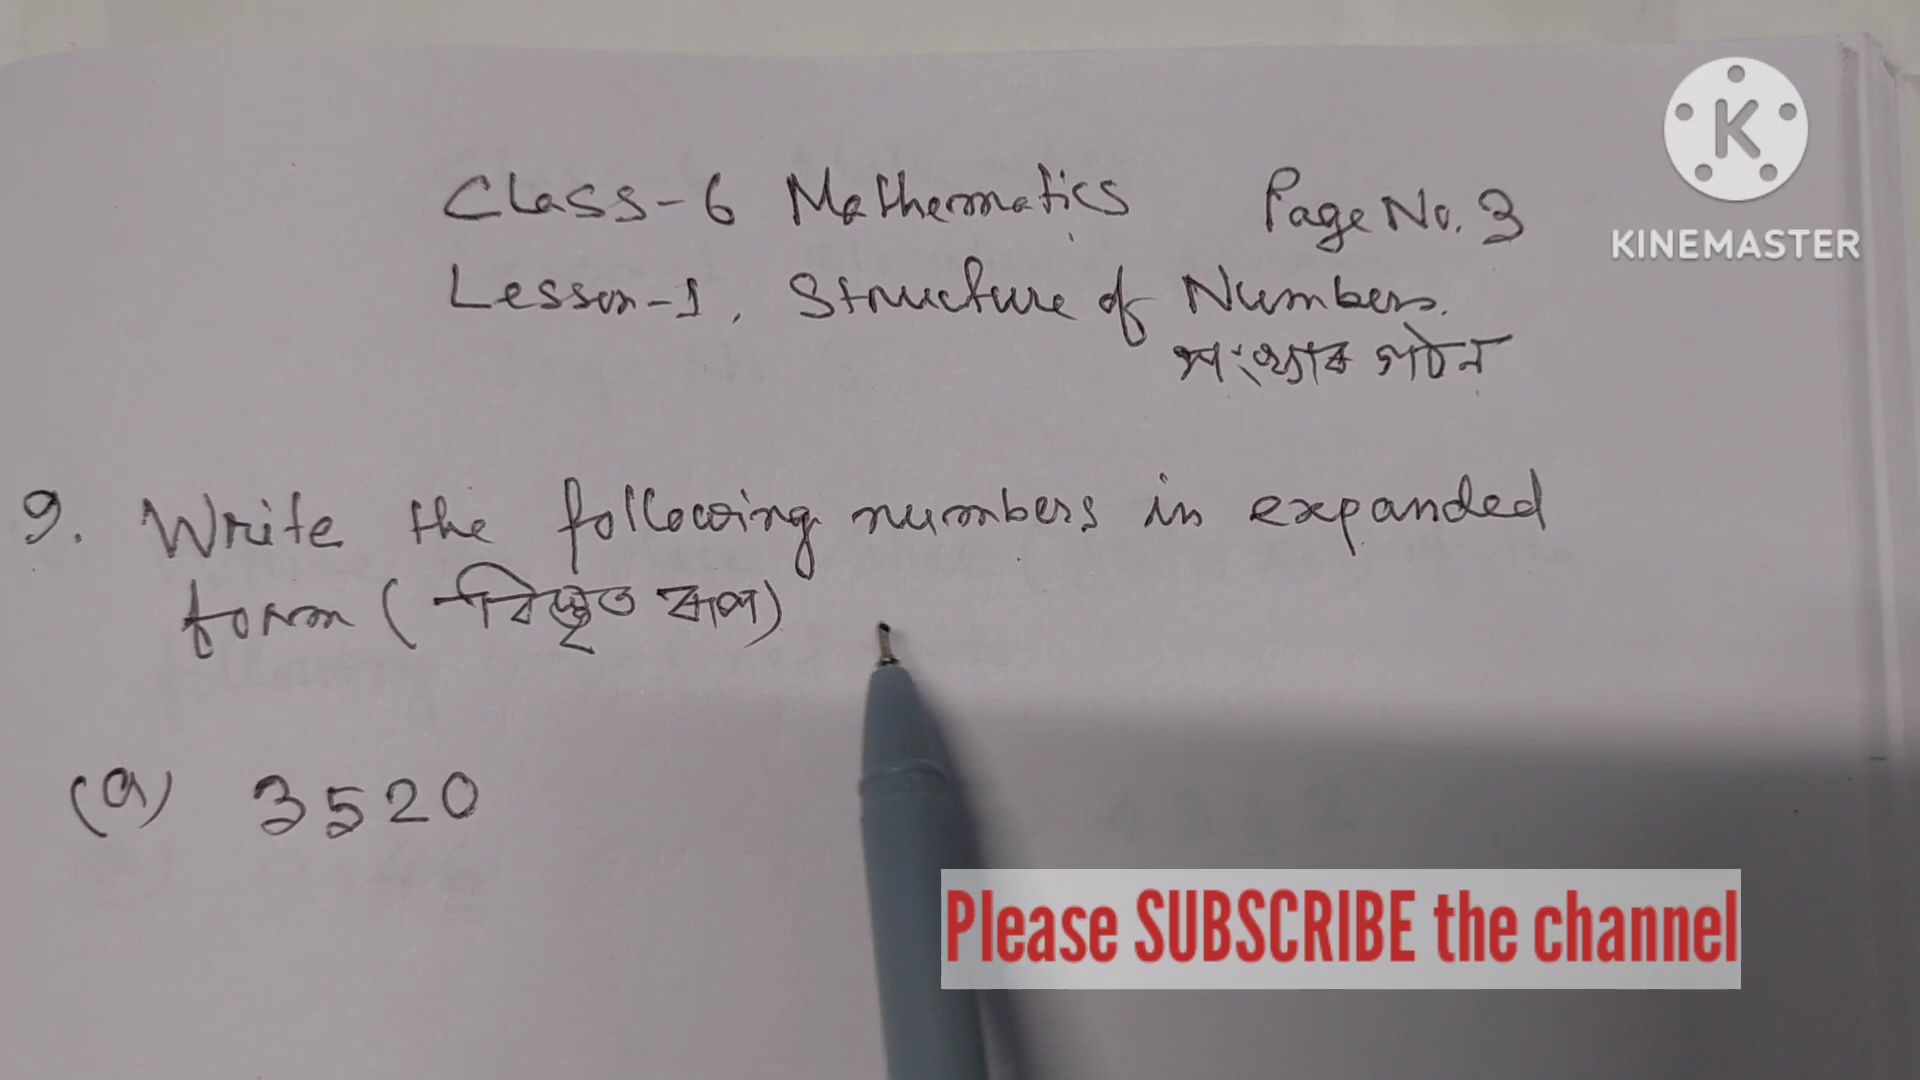 Class-6 Mathematics Page No. 3
KINEMASTER
Lesson-1, Structure of Numbers.
সংখ্যাৰ গঠন
9. Write the following numbers in expanded
form (বিস্তৃত ৰূপ)
(a) 3520
Please SUBSCRIBE the channel